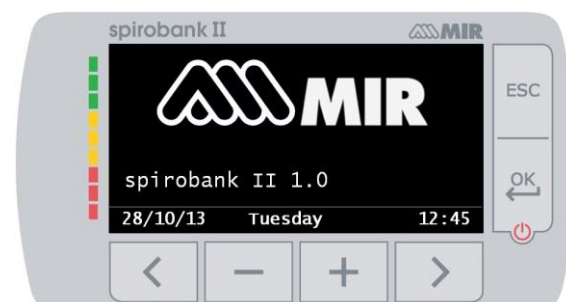 spirobank II MIR
MIR
ESC
spirobank II 1.0
OK
28/10/13 Tuesday 12:45
< − + >